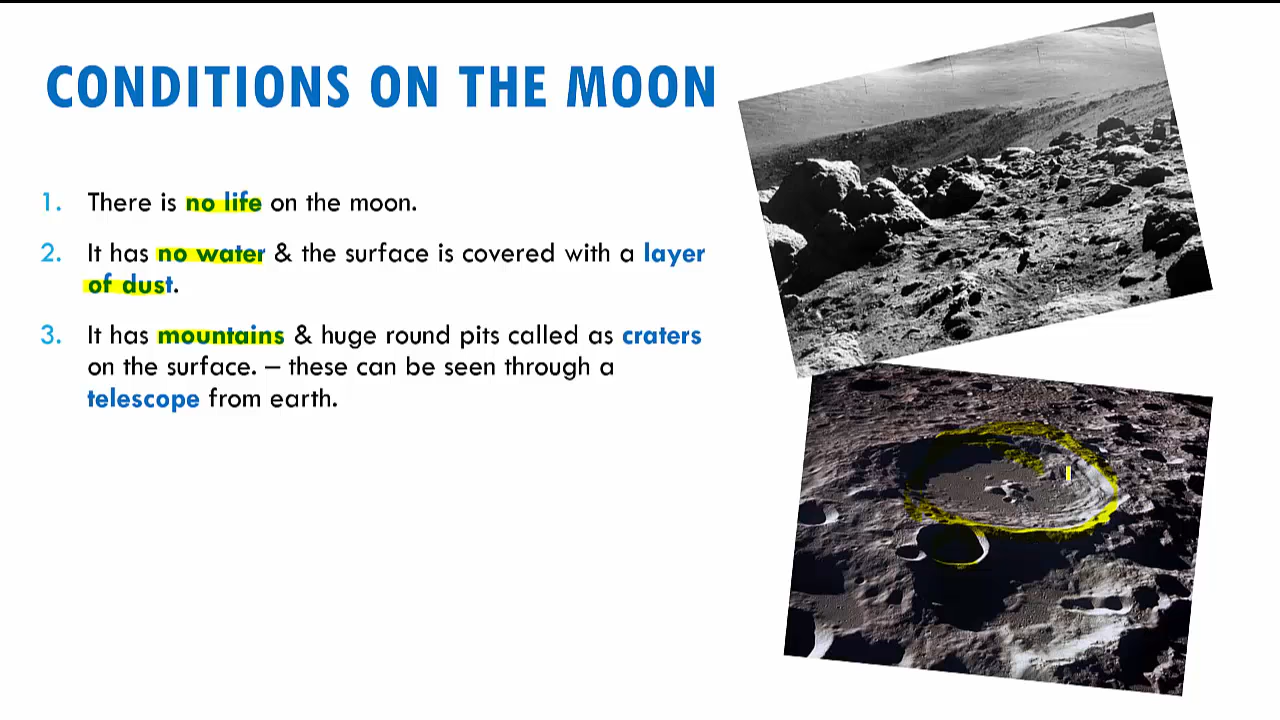 CONDITIONS ON THE MOON
1. There is no life on the moon.
2. It has no water & the surface is covered with a layer
of dust.
3. It has mountains & huge round pits called as craters
on the surface. – these can be seen through a
telescope from earth.